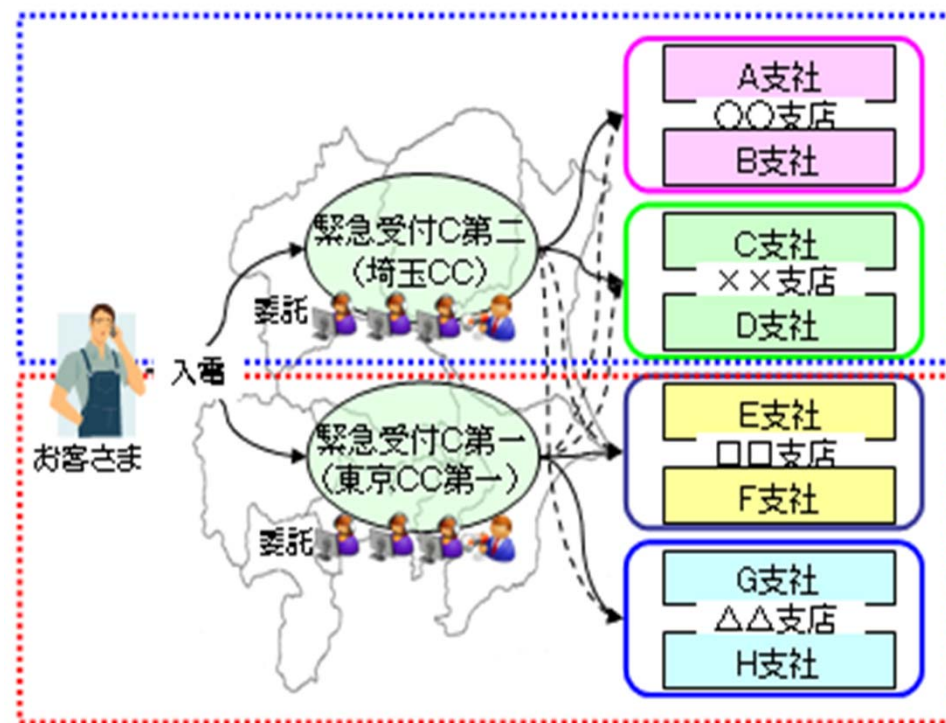 A支社
〇〇支店
B支社
緊急受付C第二
（埼玉CC）
委託
C支社
××支店
D支社
入電
お客さま
緊急受付C第一
（東京CC第一）
委託
E支社
□□支店
F支社
G支社
△△支店
H支社